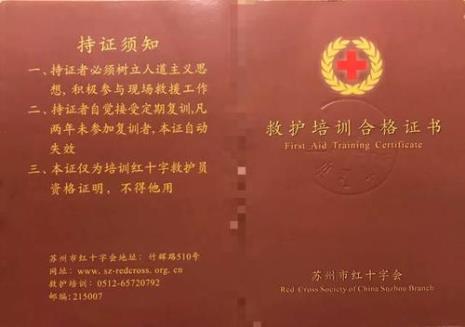 持证须知
一、持证者必须树立人道主义思
想,积极参与现场救援工作
二、持证者自觉接受定期复训,凡
两年未参加复训者,本证自动
失效
三、本证仅为培训红十字救护员
资格证明,不得他用
苏州市红十字会地址:竹辉路510号
网址:www.sz-redcross.org.cn
救护培训:0512-65720792
邮编:215007
救护培训合格证书
First Aid Training Certificate
苏州市红十字会
Red Cross Society of China Suzhou Branch